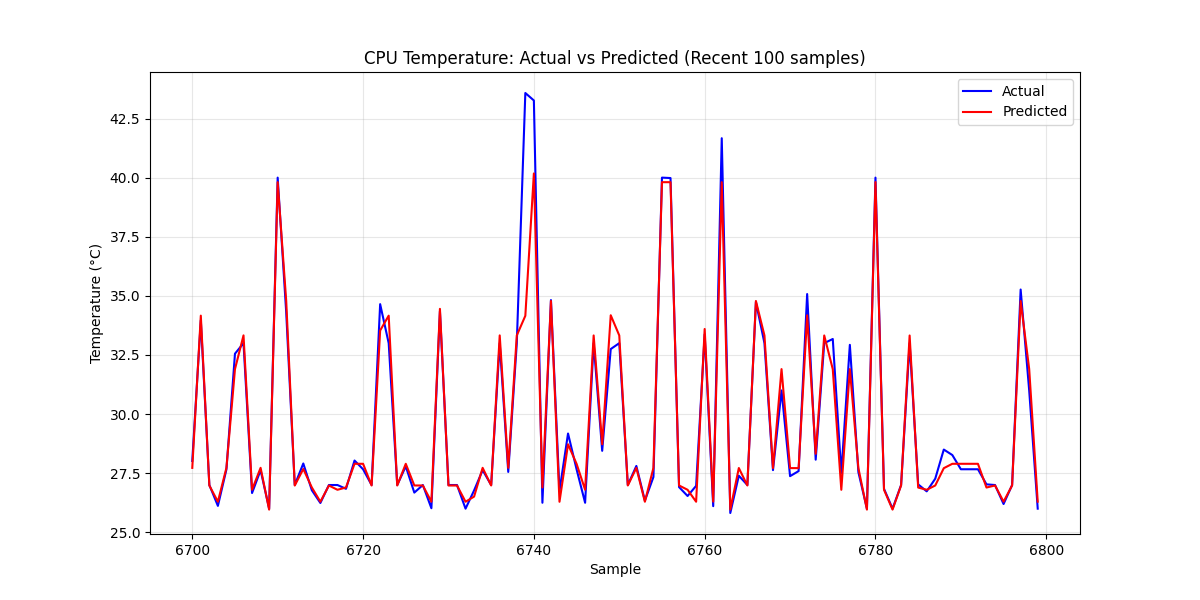 CPU Temperature: Actual vs Predicted (Recent 100 samples)
Actual
Predicted
42.5
40.0
37.5
35.0
32.5
30.0
27.5
25.0
Temperature (°C)
6700 6720 6740 6760 6780 6800
Sample